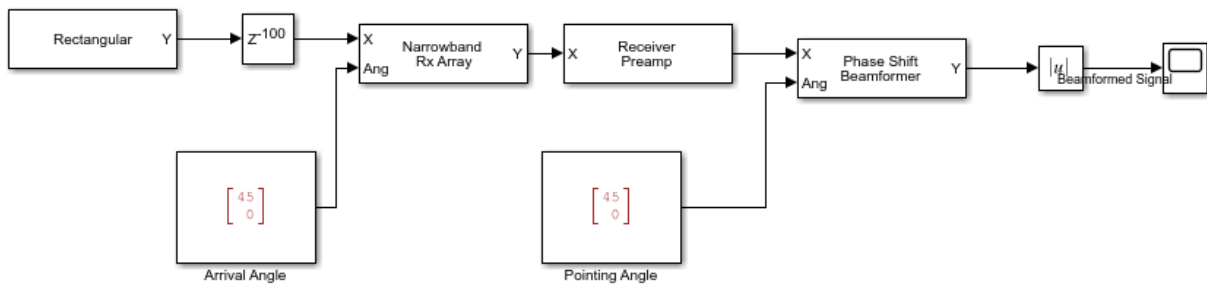 Rectangular Y
Z-100
X
Ang
Narrowband
Rx Array
Y
X
Receiver
Preamp
X
Ang
Phase Shift
Beamformer
Y
|u|
Beamformed Signal
45
0
Arrival Angle
45
0
Pointing Angle